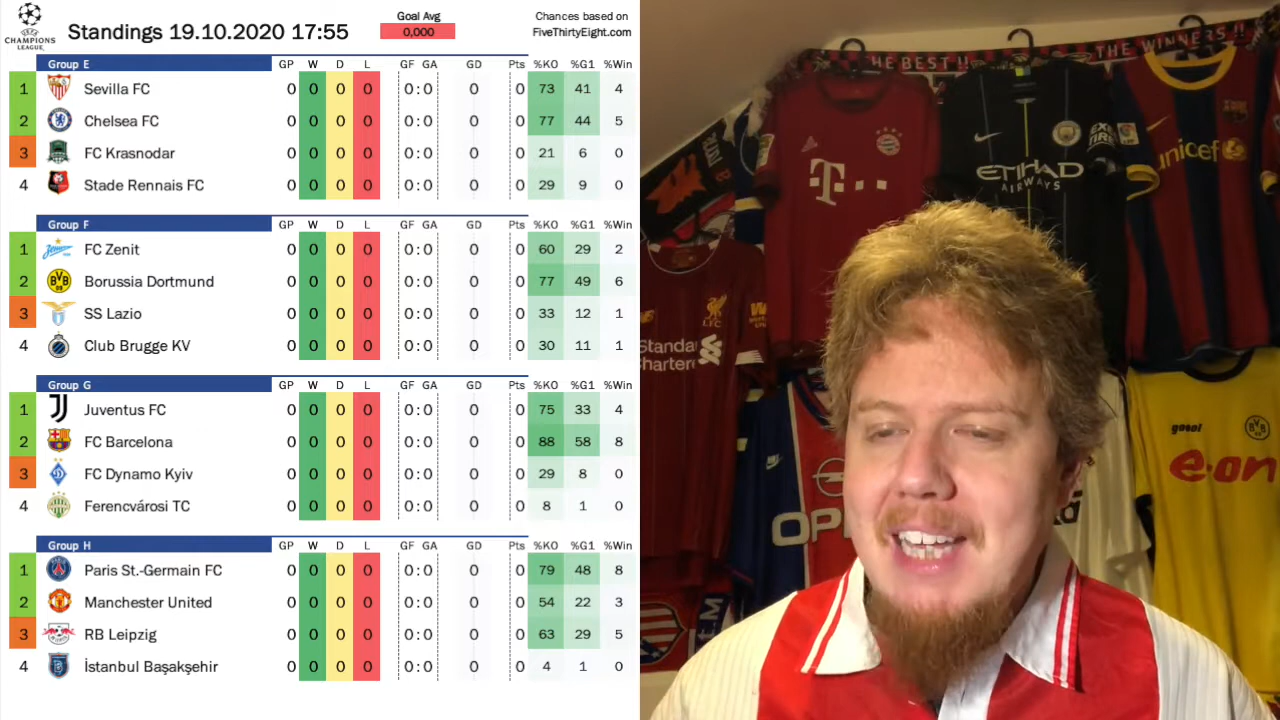 UEFA
CHAMPIONS
LEAGUE
Standings 19.10.2020 17:55
Goal Avg
0,000
Chances based on
FiveThirtyEight.com
Group E GP W D L GF GA GD Pts %KO %G1 %Win
1 Sevilla FC 0 0 0 0 0:0 0 0 73 41 4
2 Chelsea FC 0 0 0 0 0:0 0 0 77 44 5
3 FC Krasnodar 0 0 0 0 0:0 0 0 21 6 0
4 Stade Rennais FC 0 0 0 0 0:0 0 0 29 9 0
Group F GP W D L GF GA GD Pts %KO %G1 %Win
1 FC Zenit 0 0 0 0 0:0 0 0 60 29 2
2 Borussia Dortmund 0 0 0 0 0:0 0 0 77 49 6
3 SS Lazio 0 0 0 0 0:0 0 0 33 12 1
4 Club Brugge KV 0 0 0 0 0:0 0 0 30 11 1
Group G GP W D L GF GA GD Pts %KO %G1 %Win
1 Juventus FC 0 0 0 0 0:0 0 0 75 33 4
2 FC Barcelona 0 0 0 0 0:0 0 0 88 58 8
3 FC Dynamo Kyiv 0 0 0 0 0:0 0 0 29 8 0
4 Ferencvárosi TC 0 0 0 0 0:0 0 0 8 1 0
Group H GP W D L GF GA GD Pts %KO %G1 %Win
1 Paris St.-Germain FC 0 0 0 0 0:0 0 0 79 48 8
2 Manchester United 0 0 0 0 0:0 0 0 54 22 3
3 RB Leipzig 0 0 0 0 0:0 0 0 63 29 5
4 İstanbul Başakşehir 0 0 0 0 0:0 0 0 4 1 0
HE BEST !!
THE WINNERS !!
T
ETIHAD
AIRWAYS
unicef
L.F.C.
Standa
Charter
OP
goool
BVB
09
e·on